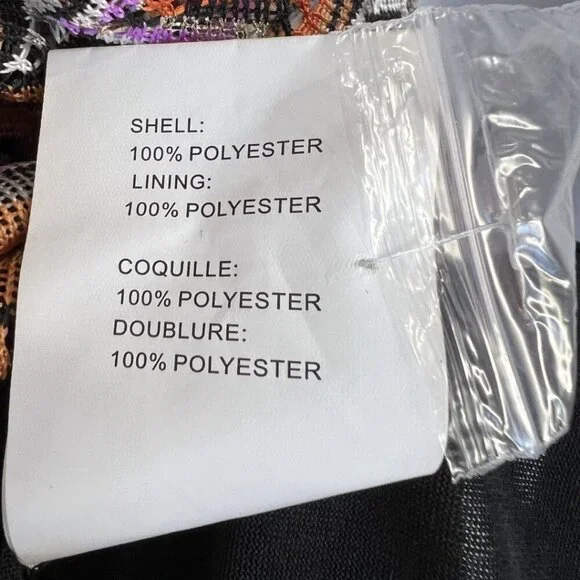 SHELL:
100% POLYESTER
LINING:
100% POLYESTER
COQUILLE:
100% POLYESTER
DOUBLURE:
100% POLYESTER